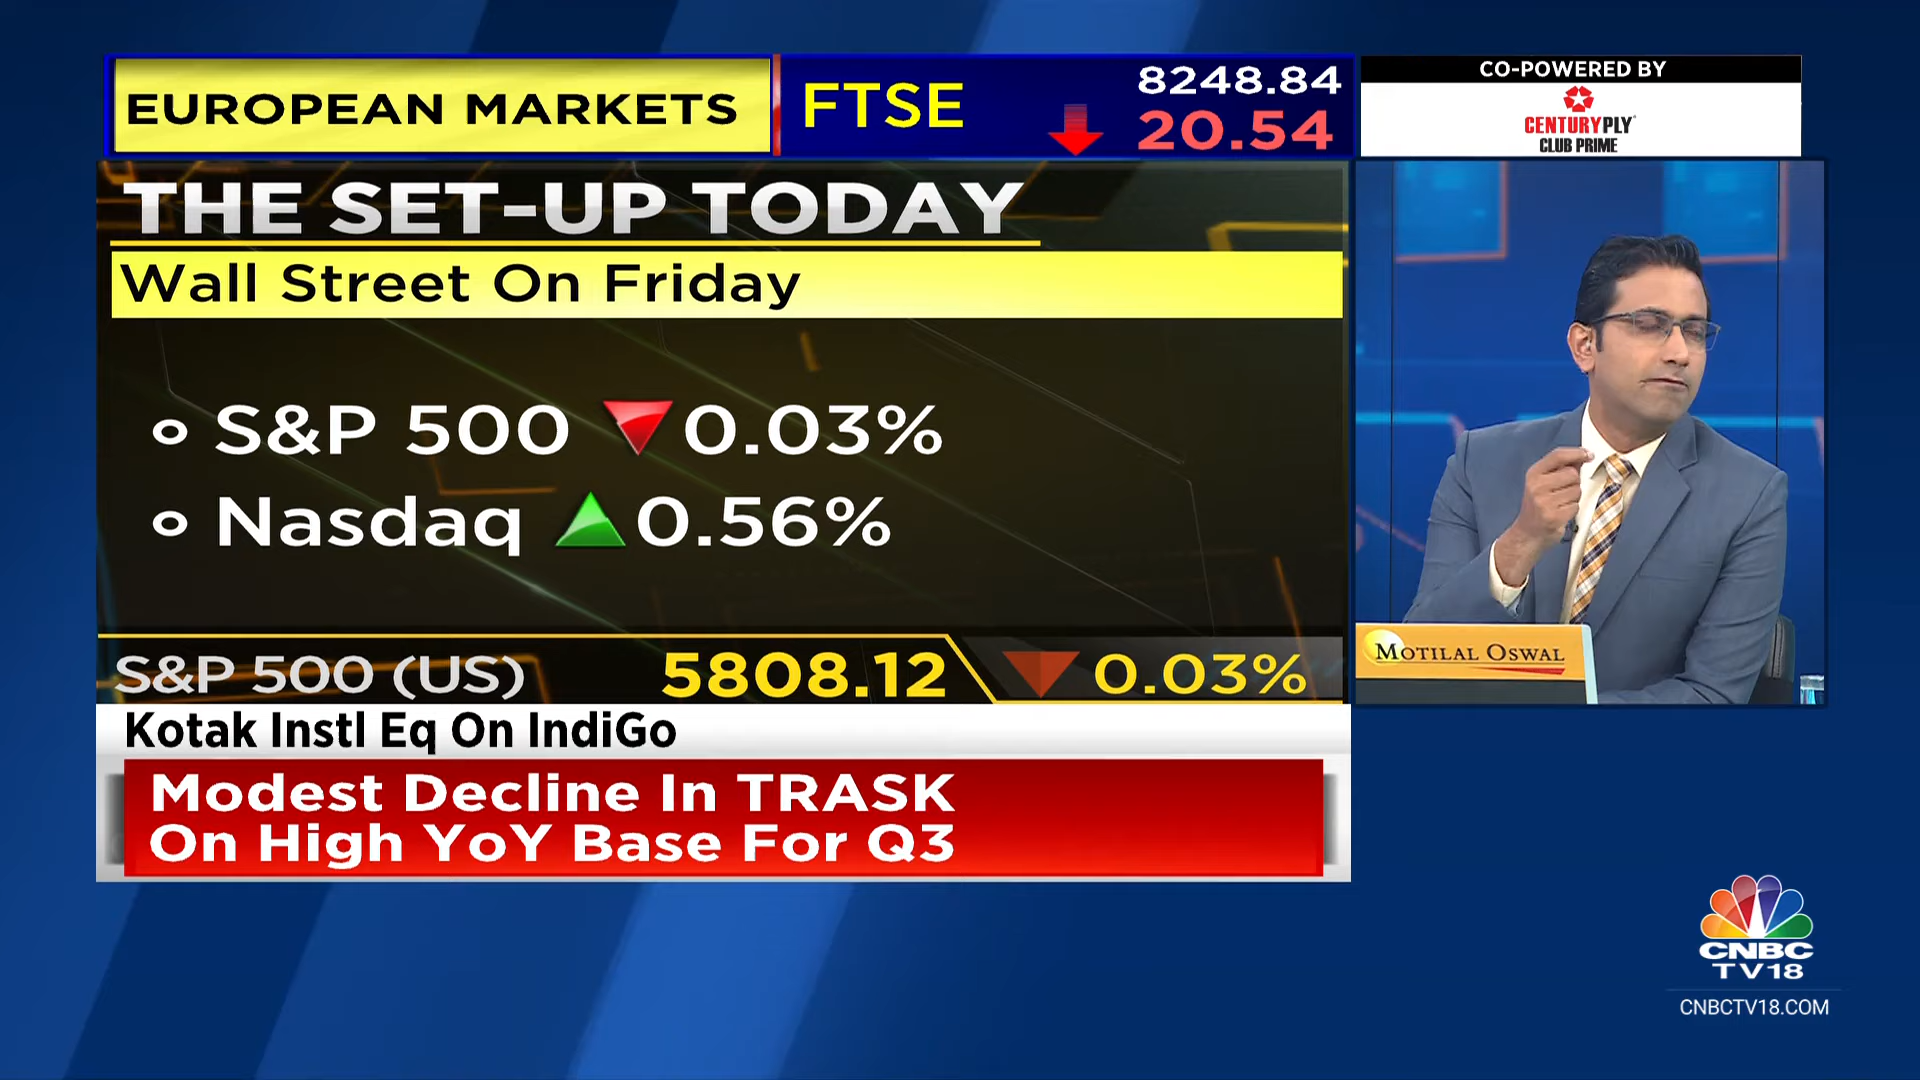 EUROPEAN MARKETS
FTSE
8248.84
20.54
CO-POWERED BY
CENTURYPLY
CLUB PRIME
THE SET-UP TODAY
Wall Street On Friday
S&P 500 ▼ 0.03%
Nasdaq ▲ 0.56%
S&P 500 (US) 5808.12 ▼ 0.03%
MOTILAL OSWAL
Kotak Instl Eq On IndiGo
Modest Decline In TRASK
On High YoY Base For Q3
CNBC
TV18
CNBCTV18.COM